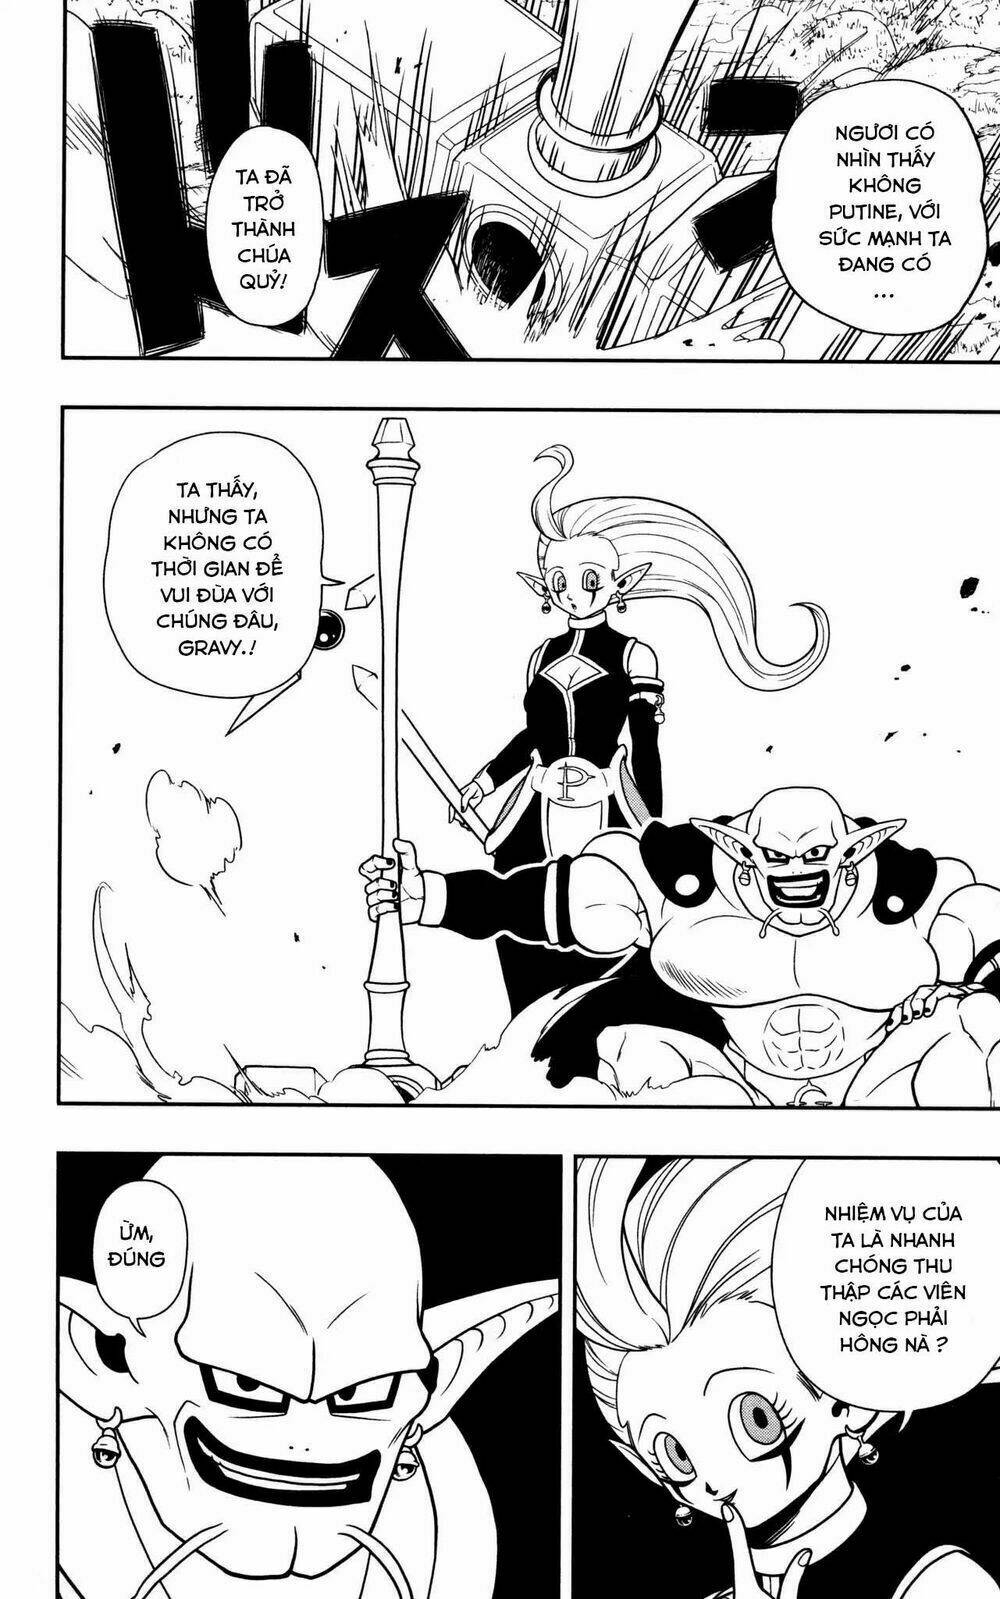 NGƯƠI CÓ
NHÌN THẤY
KHÔNG
PUTINE, VỚI
SỨC MẠNH TA
ĐANG CÓ
...
TA ĐÃ
TRỞ
THÀNH
CHÚA
QUỶ!
TA THẤY,
NHƯNG TA
KHÔNG CÓ
THỜI GIAN ĐỂ
VUI ĐÙA VỚI
CHÚNG ĐÂU,
GRAVY.!
P
NHIỆM VỤ CỦA
TA LÀ NHANH
CHÓNG THU
THẬP CÁC VIÊN
NGỌC PHẢI
HÔNG NÀ ?
ỪM,
ĐÚNG